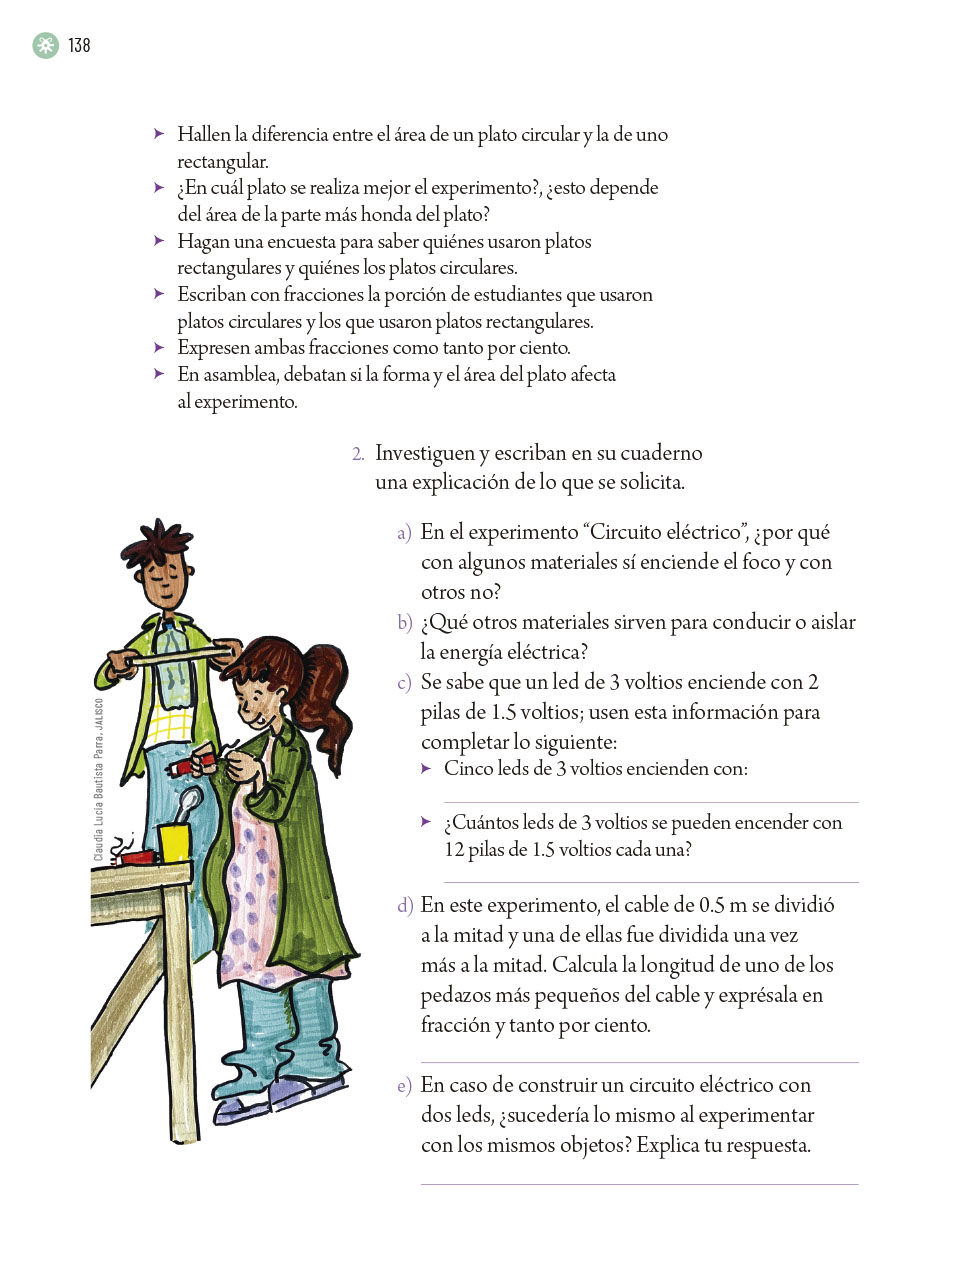 138
➤ Hallen la diferencia entre el área de un plato circular y la de uno
rectangular.
➤ ¿En cuál plato se realiza mejor el experimento?, ¿esto depende
del área de la parte más honda del plato?
➤ Hagan una encuesta para saber quiénes usaron platos
rectangulares y quiénes los platos circulares.
➤ Escriban con fracciones la porción de estudiantes que usaron
platos circulares y los que usaron platos rectangulares.
➤ Expresen ambas fracciones como tanto por ciento.
➤ En asamblea, debatan si la forma y el área del plato afecta
al experimento.
2. Investiguen y escriban en su cuaderno
una explicación de lo que se solicita.
a) En el experimento “Circuito eléctrico”, ¿por qué
con algunos materiales sí enciende el foco y con
otros no?
b) ¿Qué otros materiales sirven para conducir o aislar
la energía eléctrica?
c) Se sabe que un led de 3 voltios enciende con 2
pilas de 1.5 voltios; usen esta información para
completar lo siguiente:
➤ Cinco leds de 3 voltios encienden con:
➤ ¿Cuántos leds de 3 voltios se pueden encender con
12 pilas de 1.5 voltios cada una?
d) En este experimento, el cable de 0.5 m se dividió
a la mitad y una de ellas fue dividida una vez
más a la mitad. Calcula la longitud de uno de los
pedazos más pequeños del cable y exprésala en
fracción y tanto por ciento.
e) En caso de construir un circuito eléctrico con
dos leds, ¿sucedería lo mismo al experimentar
con los mismos objetos? Explica tu respuesta.
Claudia Lucía Bautista Parra, JALISCO